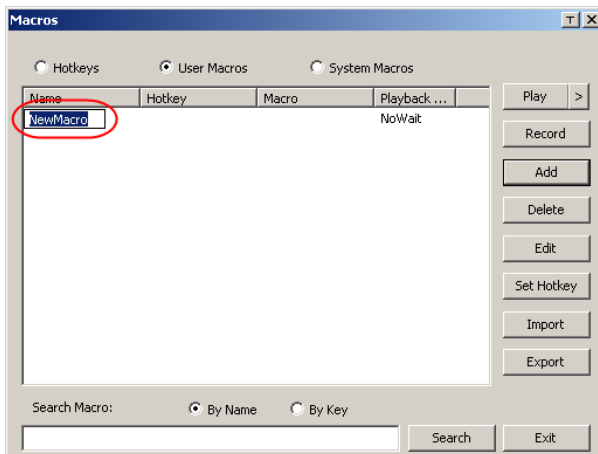 Macros T X
Hotkeys User Macros System Macros
Name Hotkey Macro Playback ... Play >
NewMacro NoWait
Record
Add
Delete
Edit
Set Hotkey
Import
Export
Search Macro: By Name By Key
Search Exit